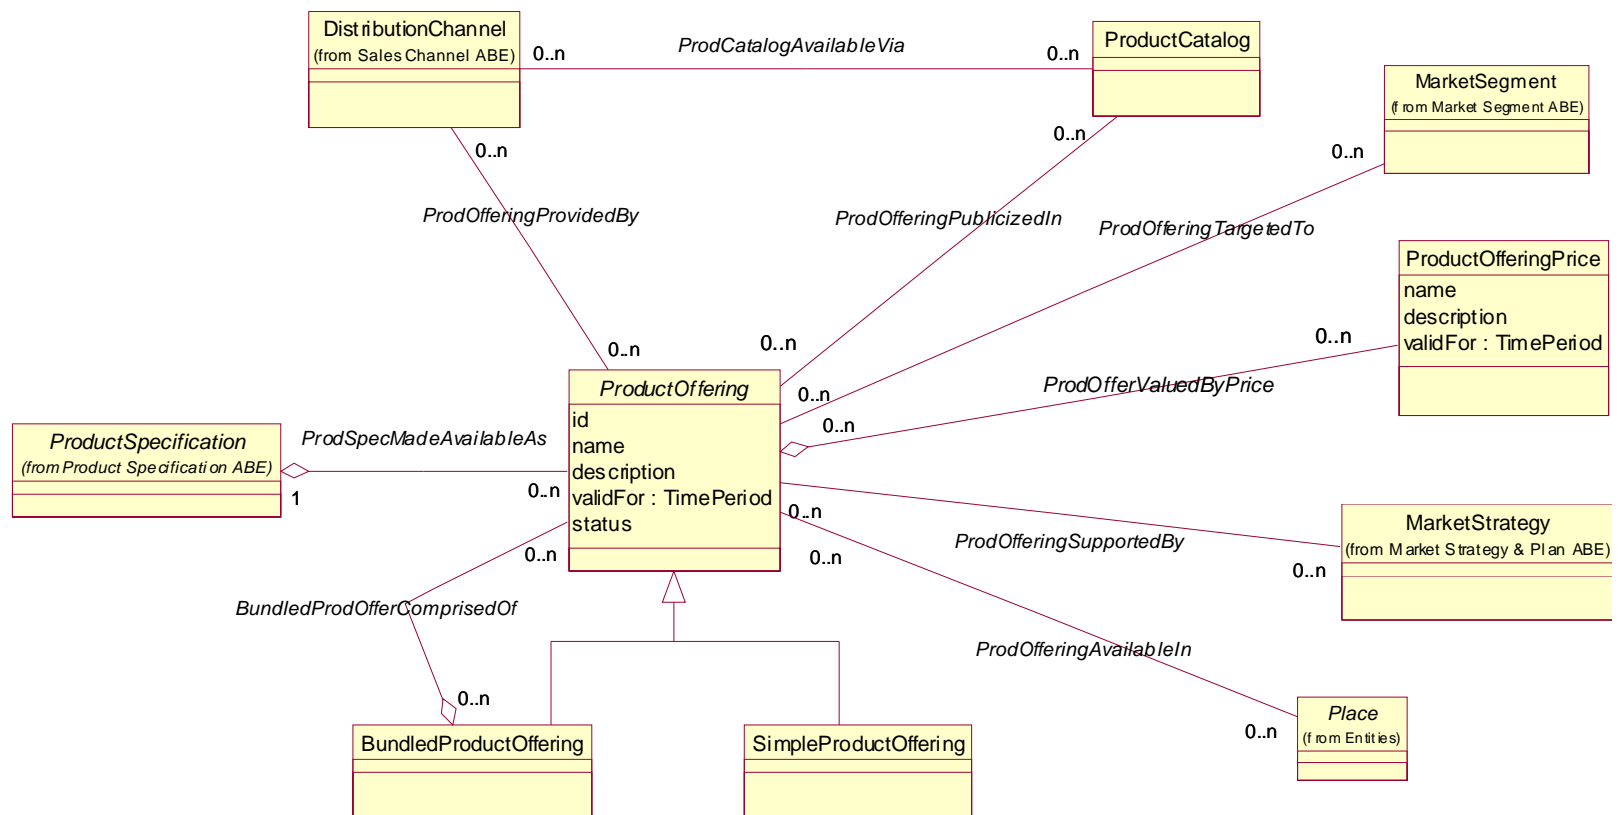 DistributionChannel
(from Sales Channel ABE)
0..n
ProdCatalogAvailableVia
0..n
ProductCatalog
MarketSegment
(from Market Segment ABE)
0..n
0..n
0..n
ProdOfferingProvidedBy
ProdOfferingPublicizedIn
ProdOfferingTargetedTo
ProductOfferingPrice
name
description
validFor : TimePeriod
0..n
0..n
0..n
0..n
ProdOfferValuedByPrice
0..n
ProductOffering
id
name
description
validFor : TimePeriod
status
ProductSpecification
(from Product Specification ABE)
ProdSpecMadeAvailableAs
1
0..n
0..n
0..n
0..n
ProdOfferingSupportedBy
0..n
MarketStrategy
(from Market Strategy & Plan ABE)
BundledProdOfferComprisedOf
ProdOfferingAvailableIn
0..n
0..n
Place
(from Entities)
BundledProductOffering
SimpleProductOffering